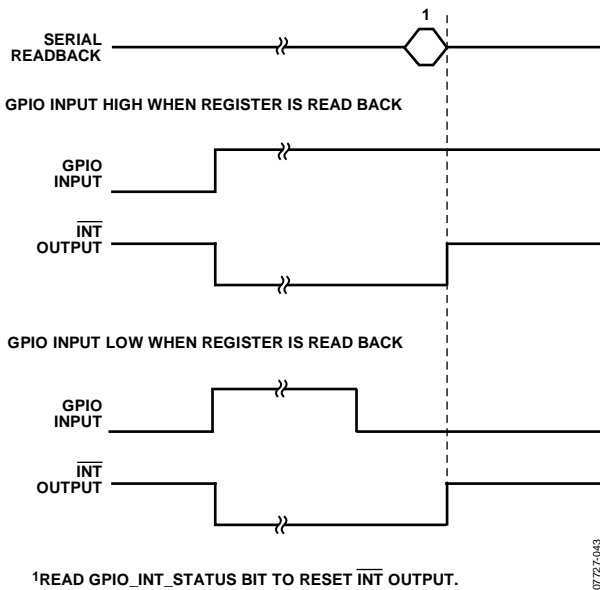 1
SERIAL
READBACK
GPIO INPUT HIGH WHEN REGISTER IS READ BACK
GPIO
INPUT
INT
OUTPUT
GPIO INPUT LOW WHEN REGISTER IS READ BACK
GPIO
INPUT
INT
OUTPUT
1READ GPIO_INT_STATUS BIT TO RESET INT OUTPUT.
07727-043